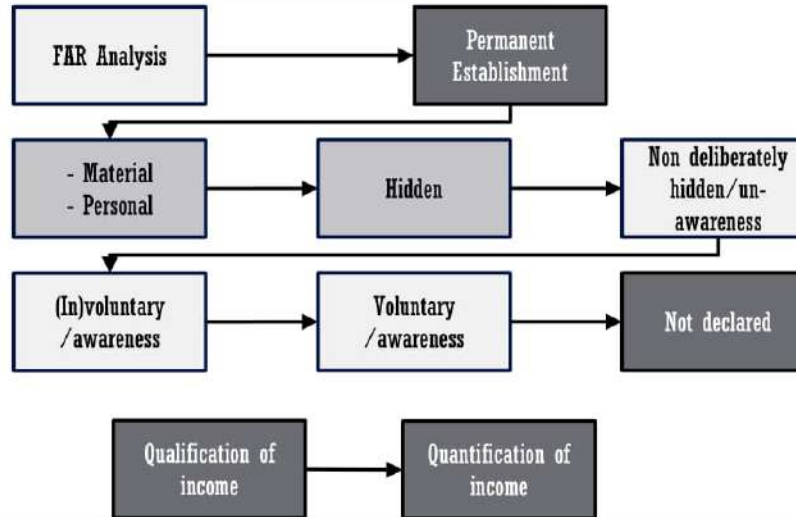 FAR Analysis
Permanent
Establishment
- Material
- Personal
Hidden
Non deliberately
hidden/un-
awareness
(In)voluntary
/awareness
Voluntary
/awareness
Not declared
Qualification of
income
Quantification of
income